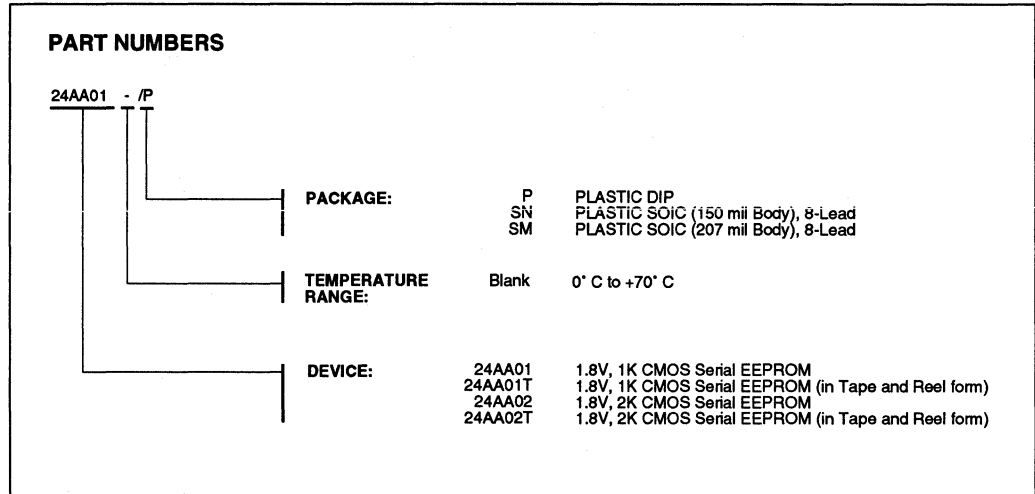 PART NUMBERS
24AA01 - /P
PACKAGE: P PLASTIC DIP
SN PLASTIC SOIC (150 mil Body), 8-Lead
SM PLASTIC SOIC (207 mil Body), 8-Lead
TEMPERATURE Blank 0° C to +70° C
RANGE:
DEVICE: 24AA01 1.8V, 1K CMOS Serial EEPROM
24AA01T 1.8V, 1K CMOS Serial EEPROM (in Tape and Reel form)
24AA02 1.8V, 2K CMOS Serial EEPROM
24AA02T 1.8V, 2K CMOS Serial EEPROM (in Tape and Reel form)